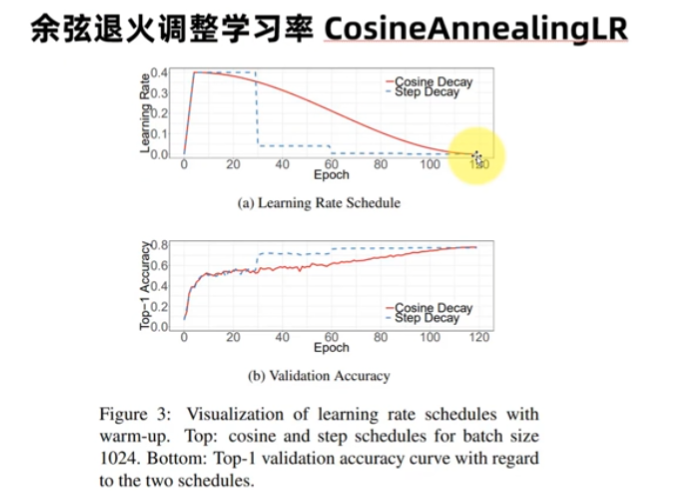 余弦退火调整学习率 CosineAnnealingLR
Learning Rate
0.4
0.3
0.2
0.1
0.0
Cosine Decay
Step Decay
0 20 40 60 80 100 120
Epoch
(a) Learning Rate Schedule
Top-1 Accuracy
0.8
0.6
0.4
0.2
0.0
Cosine Decay
Step Decay
0 20 40 60 80 100 120
Epoch
(b) Validation Accuracy
Figure 3: Visualization of learning rate schedules with
warm-up. Top: cosine and step schedules for batch size
1024. Bottom: Top-1 validation accuracy curve with regard
to the two schedules.